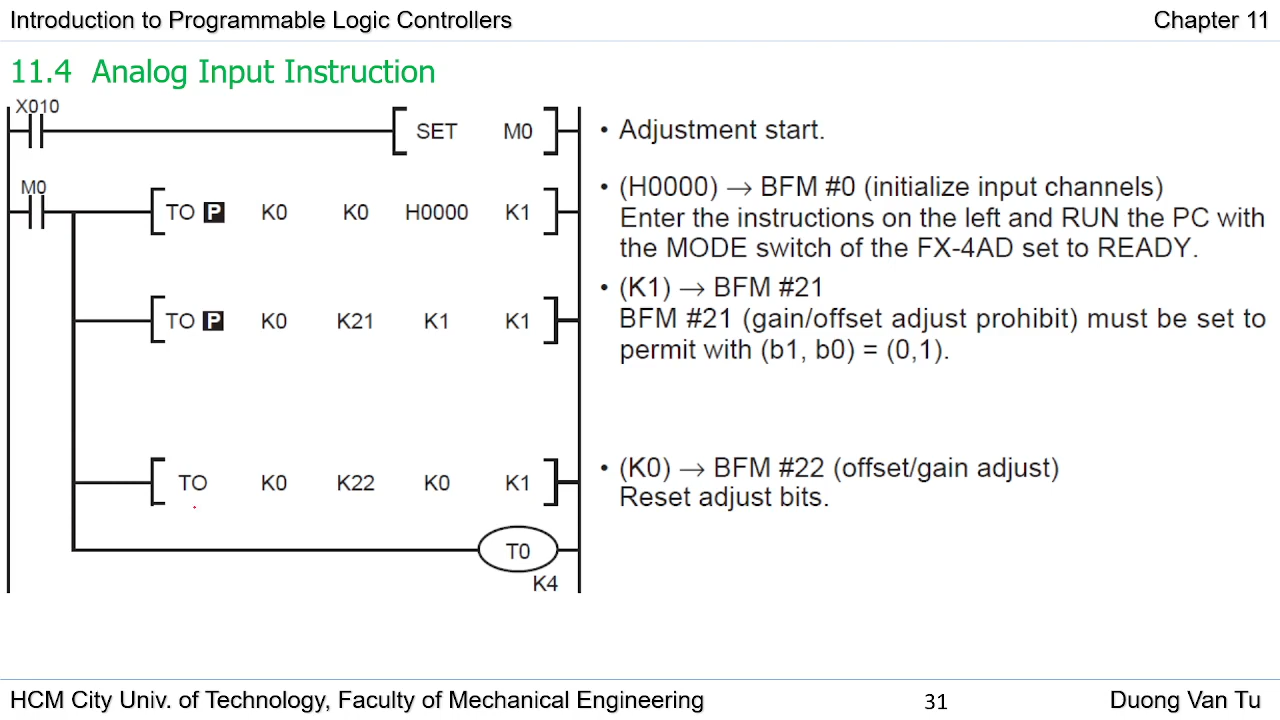 Introduction to Programmable Logic Controllers Chapter 11
11.4 Analog Input Instruction
X010
SET M0
• Adjustment start.
M0
TO P K0 K0 H0000 K1
• (H0000) → BFM #0 (initialize input channels)
Enter the instructions on the left and RUN the PC with
the MODE switch of the FX-4AD set to READY.
TO P K0 K21 K1 K1
• (K1) → BFM #21
BFM #21 (gain/offset adjust prohibit) must be set to
permit with (b1, b0) = (0,1).
TO K0 K22 K0 K1
• (K0) → BFM #22 (offset/gain adjust)
Reset adjust bits.
T0
K4
HCM City Univ. of Technology, Faculty of Mechanical Engineering 31 Duong Van Tu